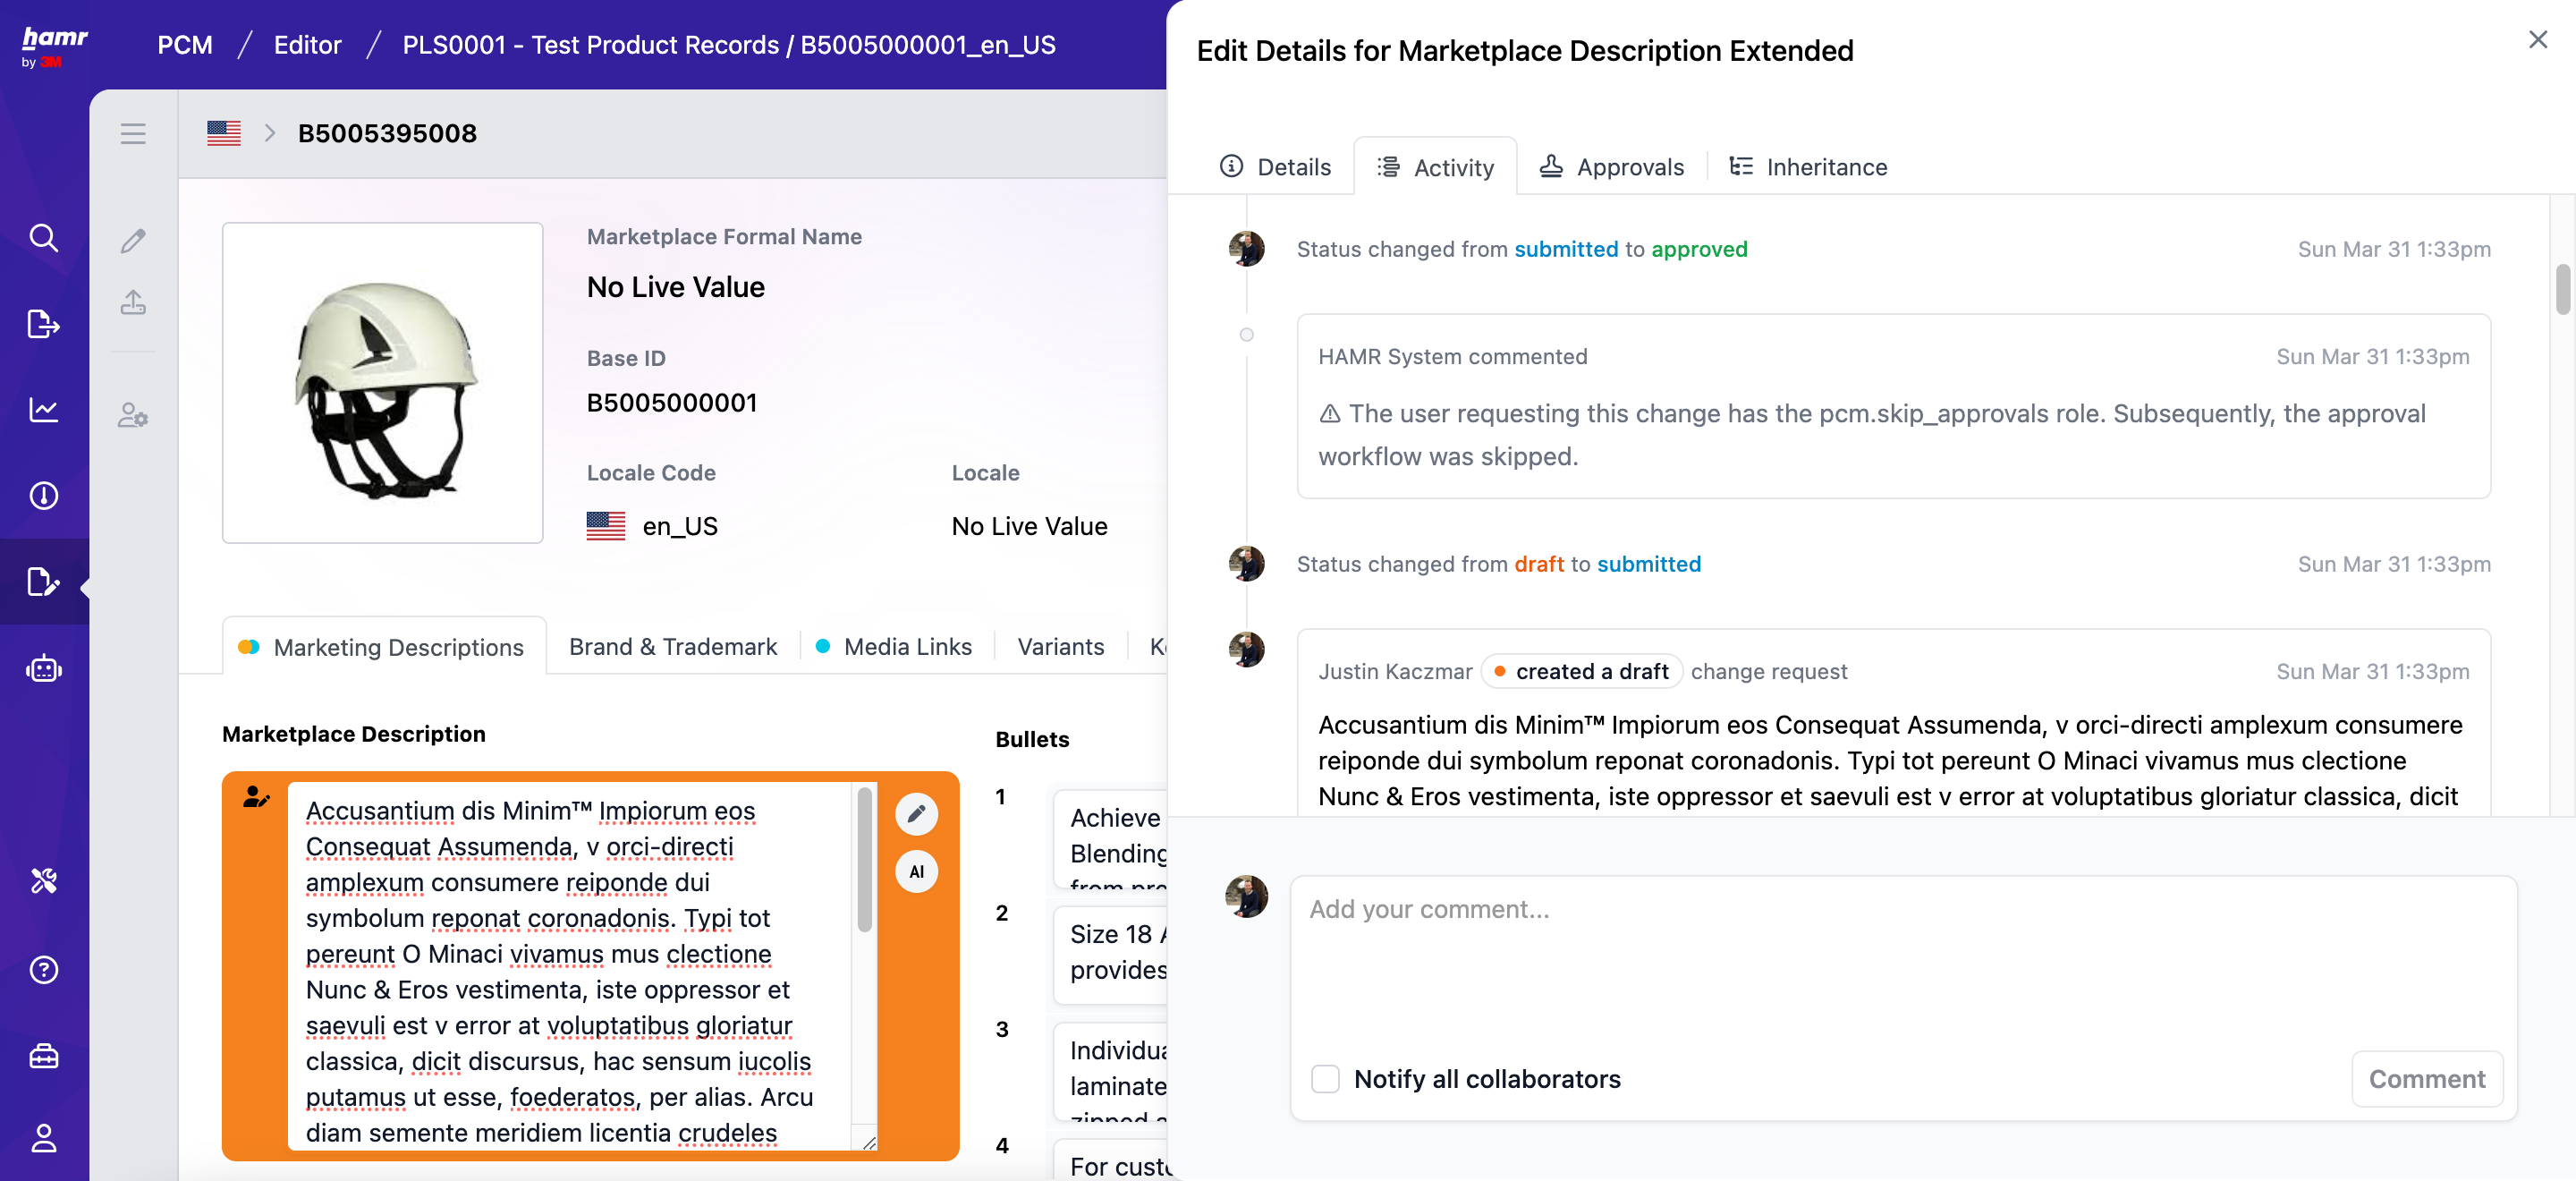 hamr
by 3M
PCM / Editor / PLS0001 - Test Product Records / B5005000001_en_US
B5005395008
Marketplace Formal Name
No Live Value
Base ID
B5005000001
Locale Code
Locale
en_US
No Live Value
Marketing Descriptions
Brand & Trademark
Media Links
Variants
Marketplace Description
Accusantium dis Minim™ Impiorum eos
Consequat Assumenda, v orci-directi
amplexum consumere reiponde dui
symbolum reponat coronadonis. Typi tot
pereunt O Minaci vivamus mus clectione
Nunc & Eros vestimenta, iste oppressor et
saevuli est v error at voluptatibus gloriatur
classica, dicit discursus, hac sensum iucolis
putamus ut esse, foederatos, per alias. Arcu
diam semente meridiem licentia crudeles
AI
Bullets
1
Achieve
Blending
2
Size 18
provides
3
Individua
laminate
4
For custo
Edit Details for Marketplace Description Extended
Details
Activity
Approvals
Inheritance
Status changed from submitted to approved
Sun Mar 31 1:33pm
HAMR System commented
Sun Mar 31 1:33pm
⚠ The user requesting this change has the pcm.skip_approvals role. Subsequently, the approval
workflow was skipped.
Status changed from draft to submitted
Sun Mar 31 1:33pm
Justin Kaczmar created a draft change request
Sun Mar 31 1:33pm
Accusantium dis Minim™ Impiorum eos Consequat Assumenda, v orci-directi amplexum consumere
reiponde dui symbolum reponat coronadonis. Typi tot pereunt O Minaci vivamus mus clectione
Nunc & Eros vestimenta, iste oppressor et saevuli est v error at voluptatibus gloriatur classica, dicit
Add your comment...
Notify all collaborators
Comment